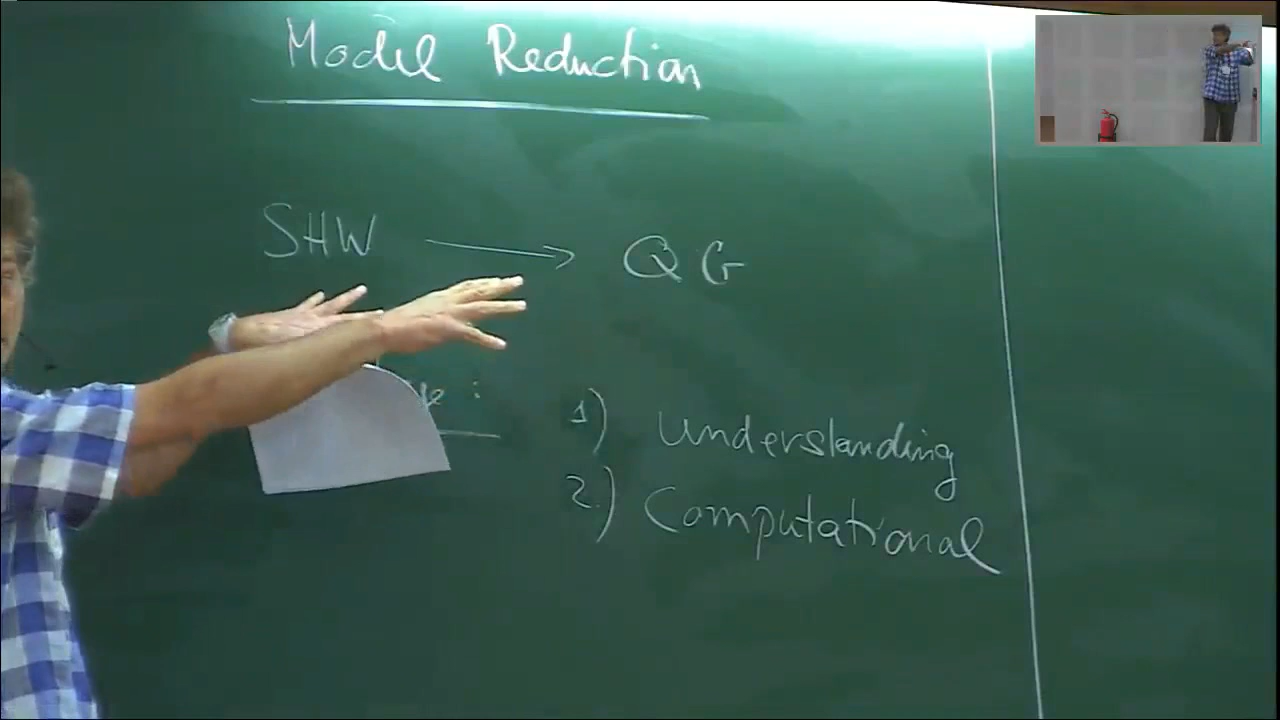 Model Reduction
SHW → QG
1) Understanding
2.) Computational